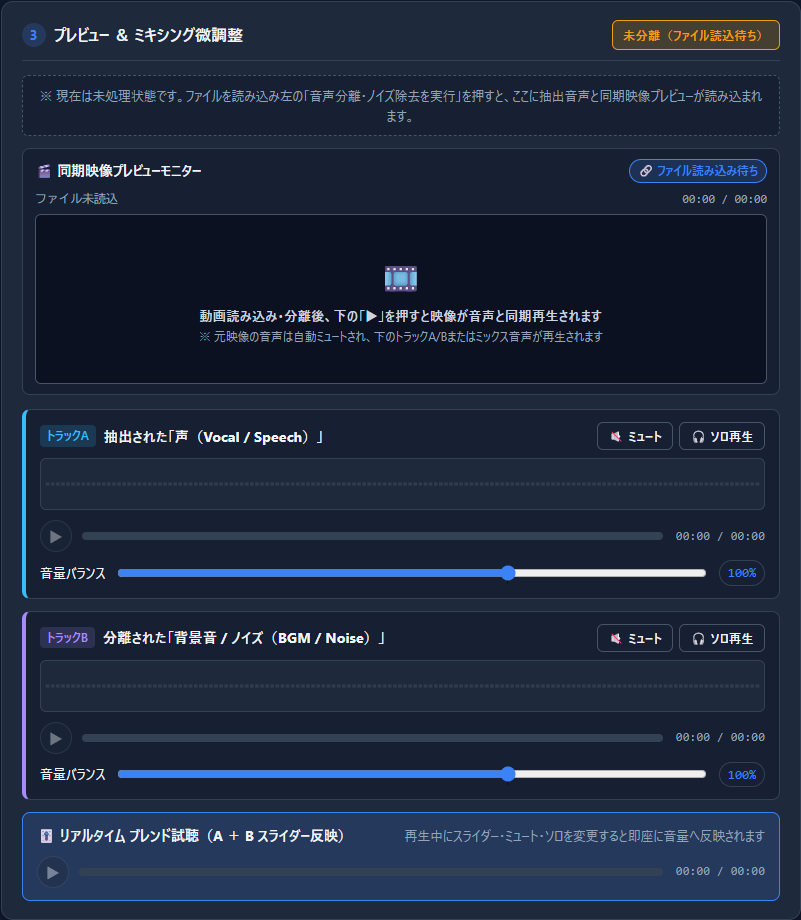 3 プレビュー & ミキシング微調整
未分離（ファイル読込待ち）
※ 現在は未処理状態です。ファイルを読み込み左の「音声分離・ノイズ除去を実行」を押すと、ここに抽出音声と同期映像プレビューが読み込まれ
ます。
同期映像プレビューモニター
ファイル読み込み待ち
ファイル未読込
00:00 / 00:00
動画読み込み・分離後、下の「▶」を押すと映像が音声と同期再生されます
※ 元映像の音声は自動ミュートされ、下のトラックA/Bまたはミックス音声が再生されます
トラックA 抽出された「声（Vocal / Speech）」
ミュート
ソロ再生
00:00 / 00:00
音量バランス
100%
トラックB 分離された「背景音 / ノイズ（BGM / Noise）」
ミュート
ソロ再生
00:00 / 00:00
音量バランス
100%
リアルタイム ブレンド試聴（A + B スライダー反映）
再生中にスライダー・ミュート・ソロを変更すると即座に音量へ反映されます
00:00 / 00:00